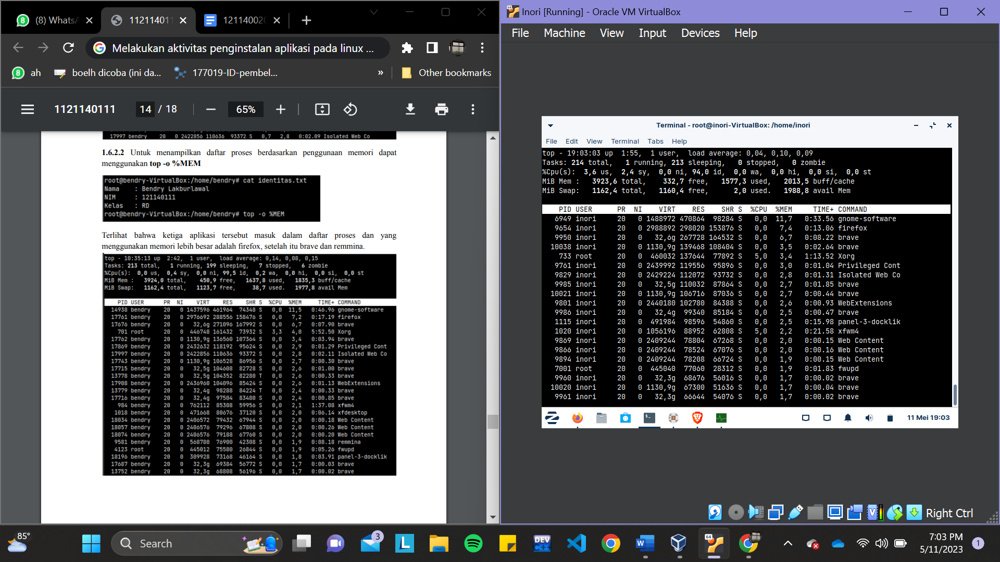 (8) WhatsA
112114011
121140020
Melakukan aktivitas penginstalan aplikasi pada linux ...
8 ah
boelh dicoba (ini da...
177019-ID-pembel...
»
Other bookmarks
1121140111
14 / 18
65%
17997 bendry 20 0 2422856 110636 93372 S 0,7 2,8 0:02.09 Isolated Web Co
1.6.2.2 Untuk menampilkan daftar proses berdasarkan penggunaan memori dapat
menggunakan top -o %MEM
root@bendry-VirtualBox:/home/bendry# cat identitas.txt
Nama : Bendry Lakburlawal
NIM : 121140111
Kelas : RD
root@bendry-VirtualBox:/home/bendry# top -o %MEM
Terlihat bahwa ketiga aplikasi tersebut masuk dalam daftar proses dan yang
menggunakan memori lebih besar adalah firefox, setelah itu brave dan remmina.
top - 10:35:13 up 2:42, 1 user, load average: 0,14, 0,08, 0,15
Tasks: 213 total, 1 running, 199 sleeping, 7 stopped, 6 zombie
%Cpu(s): 0,0 us, 0,4 sy, 0,0 ni, 99,5 id, 0,2 wa, 0,0 hi, 0,0 si, 0,0 st
MiB Mem : 3924,0 total, 450,9 free, 1637,8 used, 1835,3 buff/cache
MiB Swap: 1162,4 total, 1123,7 free, 38,7 used. 1977,8 avail Mem
PID USER PR NI VIRT RES SHR S %CPU %MEM TIME+ COMMAND
14938 bendry 20 0 1437596 461964 74348 S 0,0 11,5 0:46.96 gnome-software
17761 bendry 20 0 2976692 288556 158476 S 0,0 7,2 0:17.19 firefox
17676 bendry 20 0 32,6g 271096 167992 S 0,0 6,7 0:07.90 brave
701 root 20 0 446748 161432 73932 S 3,3 4,0 5:52.50 Xorg
17762 bendry 20 0 1130,9g 136560 107364 S 0,0 3,4 0:03.94 brave
17869 bendry 20 0 2432632 118192 95624 S 0,0 2,9 0:01.29 Privileged Cont
17997 bendry 20 0 2422856 110636 93372 S 0,0 2,8 0:02.11 Isolated Web Co
17743 bendry 20 0 1130,9g 106528 86956 S 0,0 2,7 0:00.30 brave
17715 bendry 20 0 32,5g 104608 82728 S 0,0 2,6 0:01.00 brave
13778 bendry 20 0 32,5g 104352 82280 T 0,0 2,6 0:00.33 brave
17908 bendry 20 0 2436960 104096 85424 S 0,0 2,6 0:01.13 WebExtensions
13779 bendry 20 0 32,4g 98288 84224 T 0,0 2,4 0:00.33 brave
17716 bendry 20 0 32,4g 97504 83480 S 0,0 2,4 0:00.85 brave
984 bendry 20 0 762112 85308 59956 S 0,0 2,1 1:37.08 xfwm4
1018 bendry 20 0 471668 80676 37120 S 0,0 2,0 0:06.14 xfdesktop
18034 bendry 20 0 2406572 79432 67944 S 0,0 2,0 0:00.18 Web Content
18057 bendry 20 0 2406576 79296 67808 S 0,0 2,0 0:00.26 Web Content
18074 bendry 20 0 2406576 79188 67760 S 0,0 2,0 0:00.20 Web Content
9581 bendry 20 0 568780 76900 42308 S 0,0 1,9 0:08.18 remmina
4123 root 20 0 445012 75580 26844 S 0,0 1,9 0:05.26 fwupd
18196 bendry 20 0 309928 73168 46164 S 0,0 1,8 0:03.91 panel-3-docklik
17687 bendry 20 0 32,3g 69384 56772 S 0,0 1,7 0:00.03 brave
13752 bendry 20 0 32,3g 68808 56196 S 0,0 1,7 0:00.02 brave
Inori [Running] - Oracle VM VirtualBox
File Machine View Input Devices Help
Terminal - root@inori-VirtualBox: /home/inori
File Edit View Terminal Tabs Help
top - 19:03:03 up 1:55, 1 user, load average: 0,04, 0,10, 0,09
Tasks: 214 total, 1 running, 213 sleeping, 0 stopped, 0 zombie
%Cpu(s): 3,6 us, 2,4 sy, 0,0 ni, 94,0 id, 0,0 wa, 0,0 hi, 0,0 si, 0,0 st
MiB Mem : 3923,6 total, 332,7 free, 1577,3 used, 2013,5 buff/cache
MiB Swap: 1162,4 total, 1160,4 free, 2,0 used. 1988,8 avail Mem
PID USER PR NI VIRT RES SHR S %CPU %MEM TIME+ COMMAND
6949 inori 20 0 1488972 470864 98284 S 0,0 11,7 0:33.56 gnome-software
9654 inori 20 0 2988892 298020 153876 S 0,0 7,4 0:13.06 firefox
9950 inori 20 0 32,6g 267728 164532 S 0,0 6,7 0:08.22 brave
10038 inori 20 0 1130,9g 139468 108404 S 0,0 3,5 0:02.64 brave
733 root 20 0 460032 137644 77892 S 5,0 3,4 1:13.52 Xorg
9761 inori 20 0 2439992 119556 95896 S 0,0 3,0 0:01.04 Privileged Cont
9829 inori 20 0 2429224 112072 93732 S 0,0 2,8 0:01.31 Isolated Web Co
9985 inori 20 0 32,5g 110032 87864 S 0,0 2,7 0:01.85 brave
10021 inori 20 0 1130,9g 106716 87036 S 0,0 2,7 0:00.44 brave
9801 inori 20 0 2440180 102780 84388 S 0,0 2,6 0:00.93 WebExtensions
9986 inori 20 0 32,4g 99340 85184 S 0,0 2,5 0:00.47 brave
1115 inori 20 0 491984 98596 54860 S 0,0 2,5 0:15.98 panel-3-docklik
1020 inori 20 0 1056196 88952 62808 S 5,0 2,2 0:21.58 xfwm4
9869 inori 20 0 2409244 78804 67268 S 0,0 2,0 0:00.15 Web Content
9866 inori 20 0 2409244 78524 67076 S 0,0 2,0 0:00.16 Web Content
9894 inori 20 0 2409244 78208 66724 S 0,0 1,9 0:00.15 Web Content
7001 root 20 0 445040 77060 28312 S 0,0 1,9 0:01.83 fwupd
9960 inori 20 0 32,3g 68676 56016 S 0,0 1,7 0:00.02 brave
10020 inori 20 0 1130,9g 67300 51636 S 0,0 1,7 0:00.04 brave
9961 inori 20 0 32,3g 66644 54076 S 0,0 1,7 0:00.02 brave
11 Mei 19:03
Right Ctrl
85°
Search
3
L
DEV C++
W
64
7:03 PM
5/11/2023
1